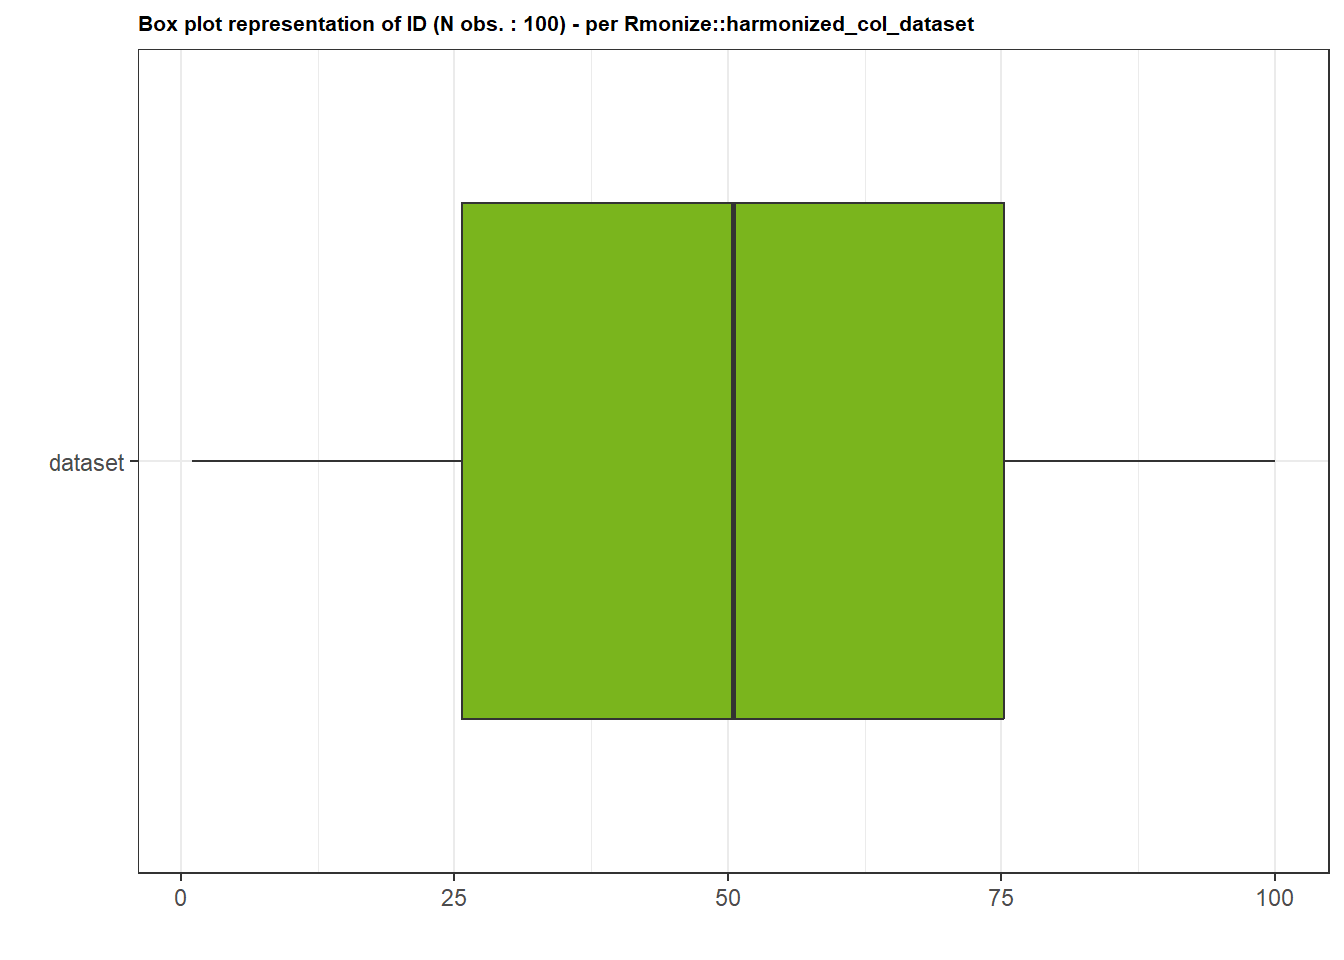 Box plot representation of ID (N obs. : 100) - per Rmonize::harmonized_col_dataset
dataset
0 25 50 75 100